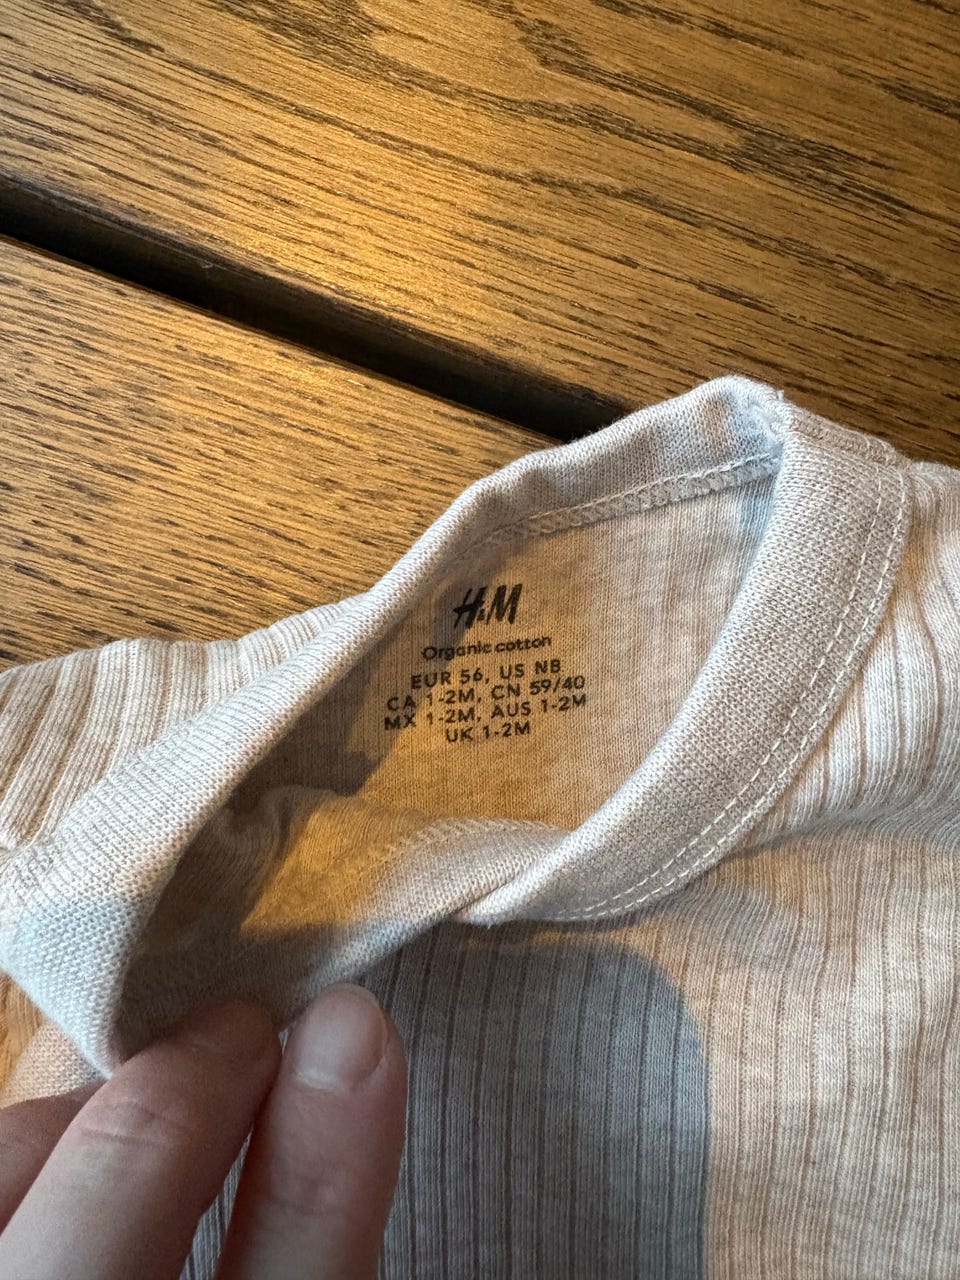 H&M
Organic cotton
EUR 56, US NB
CA 1-2M, CN 59/40
MX 1-2M, AUS 1-2M
UK 1-2M